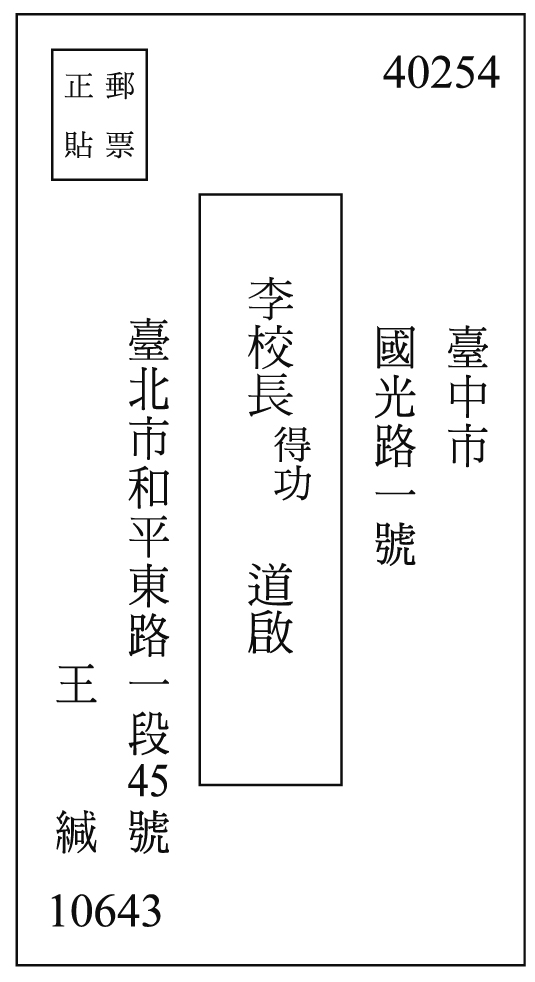 40254
郵票
正貼
臺中市
國光路一號
李校長得功 道啟
臺北市和平東路一段45號
王 緘
10643